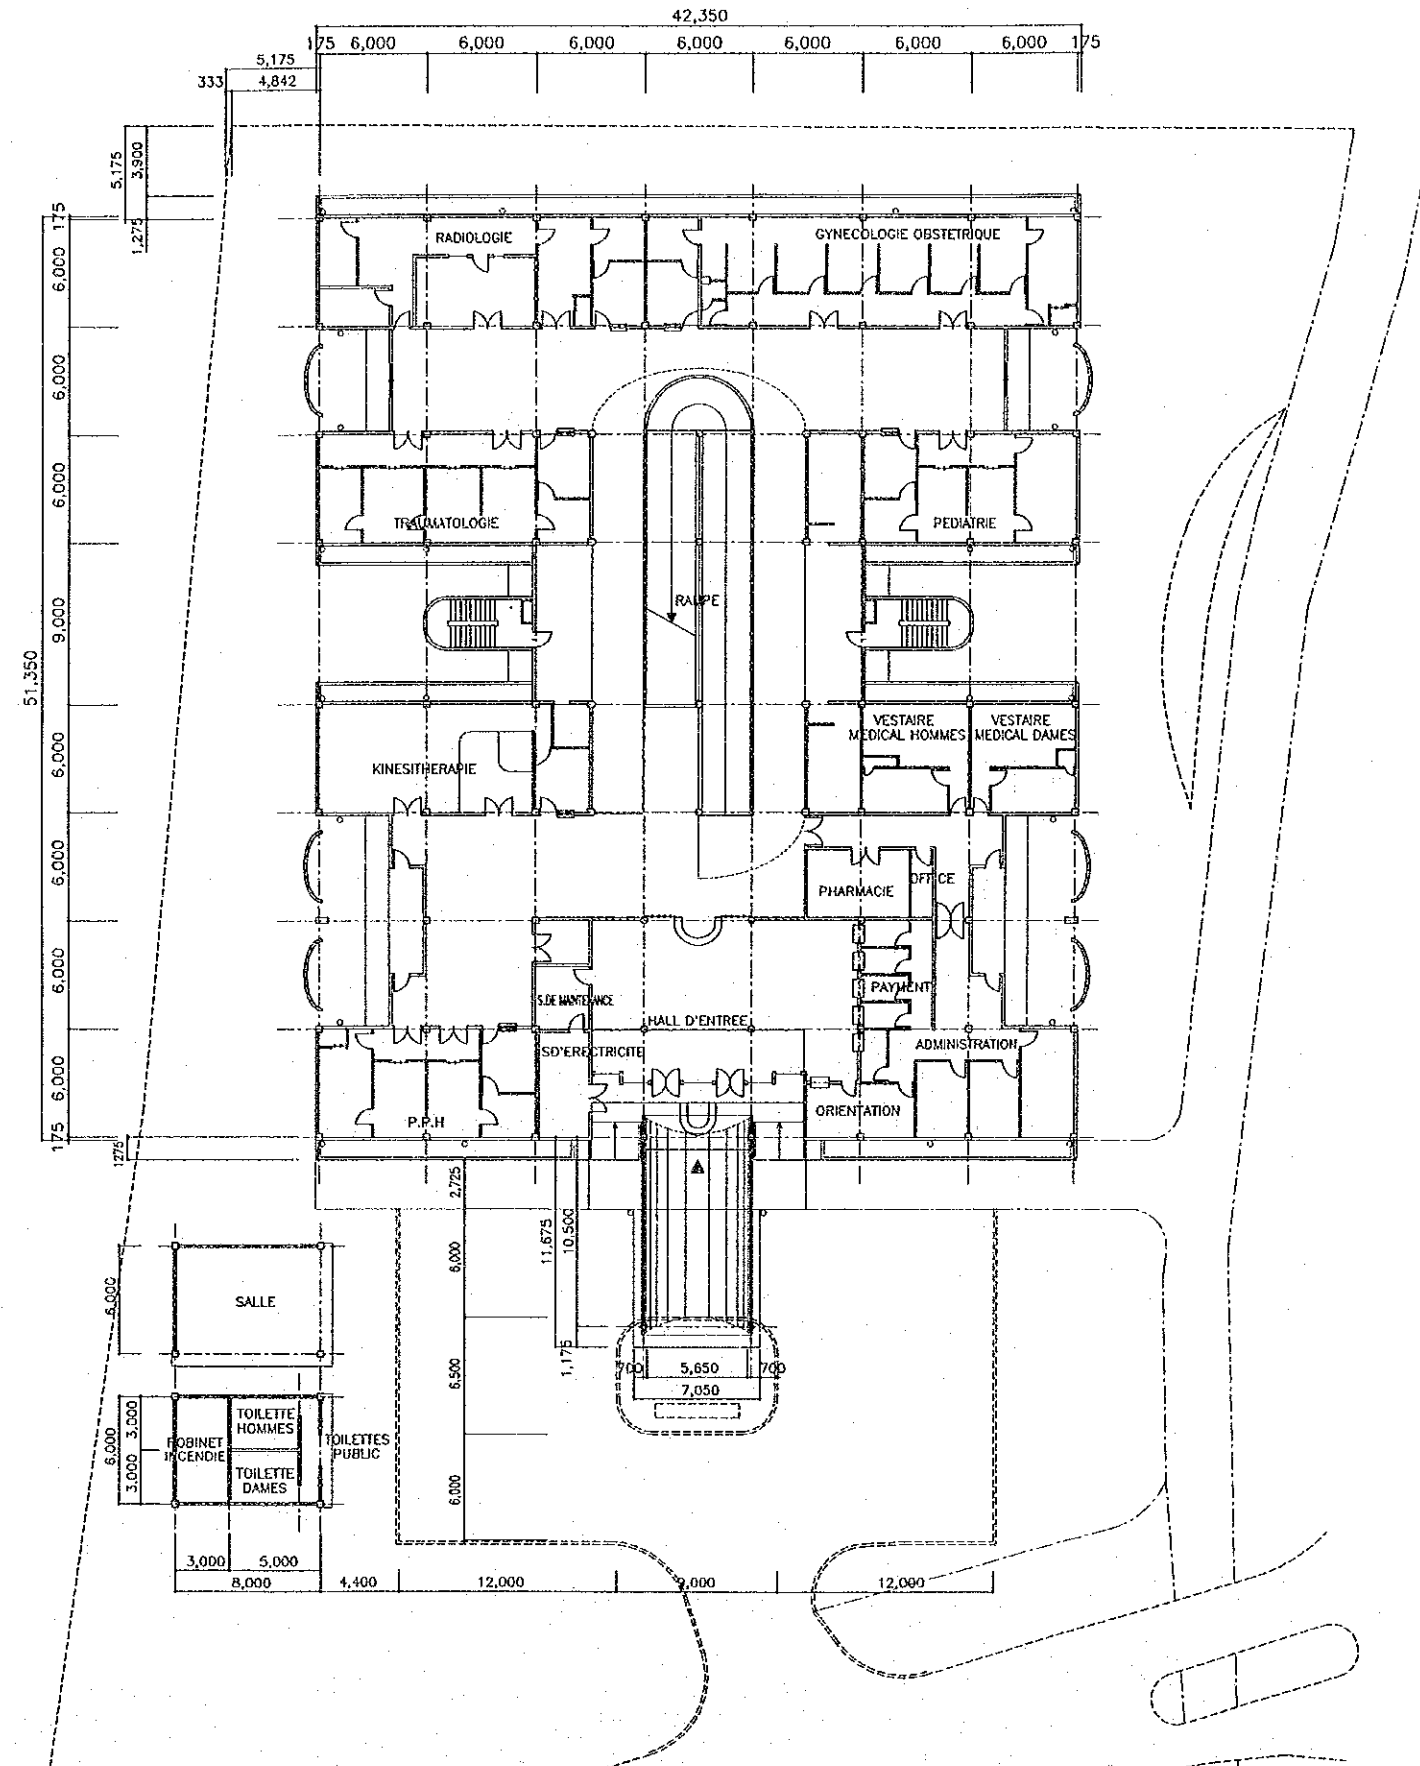 42,350
175 6,000 6,000 6,000 6,000 6,000 6,000 6,000 175
5,175
333 4,842
5,175
3,900
1,275
175
6,000
6,000
6,000
9,000
6,000
6,000
6,000
6,000
175
51,350
1275
RADIOLOGIE
GYNECOLOGIE OBSTETRIQUE
TRAUMATOLOGIE
PEDIATRIE
RAMPE
KINESITHERAPIE
VESTAIRE
MEDICAL HOMMES
VESTAIRE
MEDICAL DAMES
PHARMACIE
OFFICE
PAYMENT
S.DE MAINTENANCE
HALL D'ENTREE
SD'ERECTRICITE
ADMINISTRATION
ORIENTATION
P.P.H
2,725
6,000
6,500
6,000
11,675
10,500
1,175
700 5,650 700
7,050
6,000
SALLE
6,000
3,000
3,000
ROBINET
INCENDIE
TOILETTE
HOMMES
TOILETTE
DAMES
TOILETTES
PUBLIC
3,000 5,000
8,000 4,400 12,000 9,000 12,000